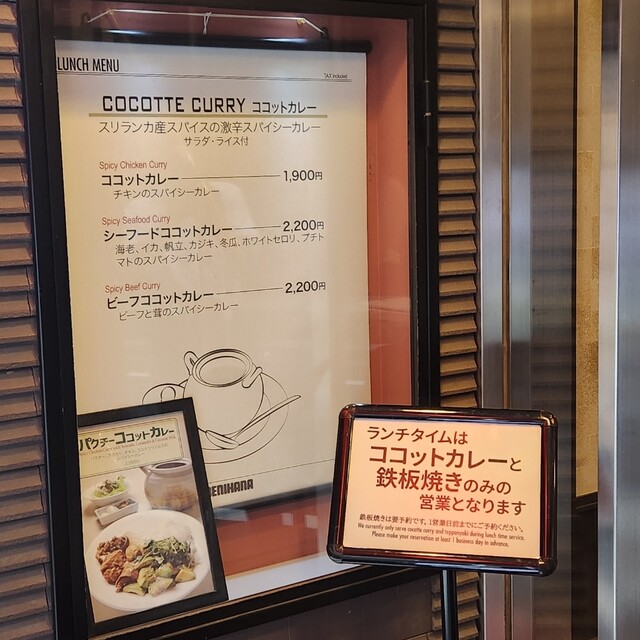 LUNCH MENU
TAX included
COCOTTE CURRY ココットカレー
スリランカ産スパイスの激辛スパイシーカレー
サラダ・ライス付
Spicy Chicken Curry
ココットカレー 1,900円
チキンのスパイシーカレー
Spicy Seafood Curry
シーフードココットカレー 2,200円
海老、イカ、帆立、カジキ、冬瓜、ホワイトセロリ、プチト
マトのスパイシーカレー
Spicy Beef Curry
ビーフココットカレー 2,200円
ビーフと茸のスパイシーカレー
BENIHANA
パクチーココットカレー
ランチタイムは
ココットカレーと
鉄板焼きのみの
営業となります
鉄板焼きは要予約です。1営業日前までにご予約ください。
We currently only serve cocotte curry and teppanyaki during lunch time service.
Please make your reservation at least 1 business day in advance.